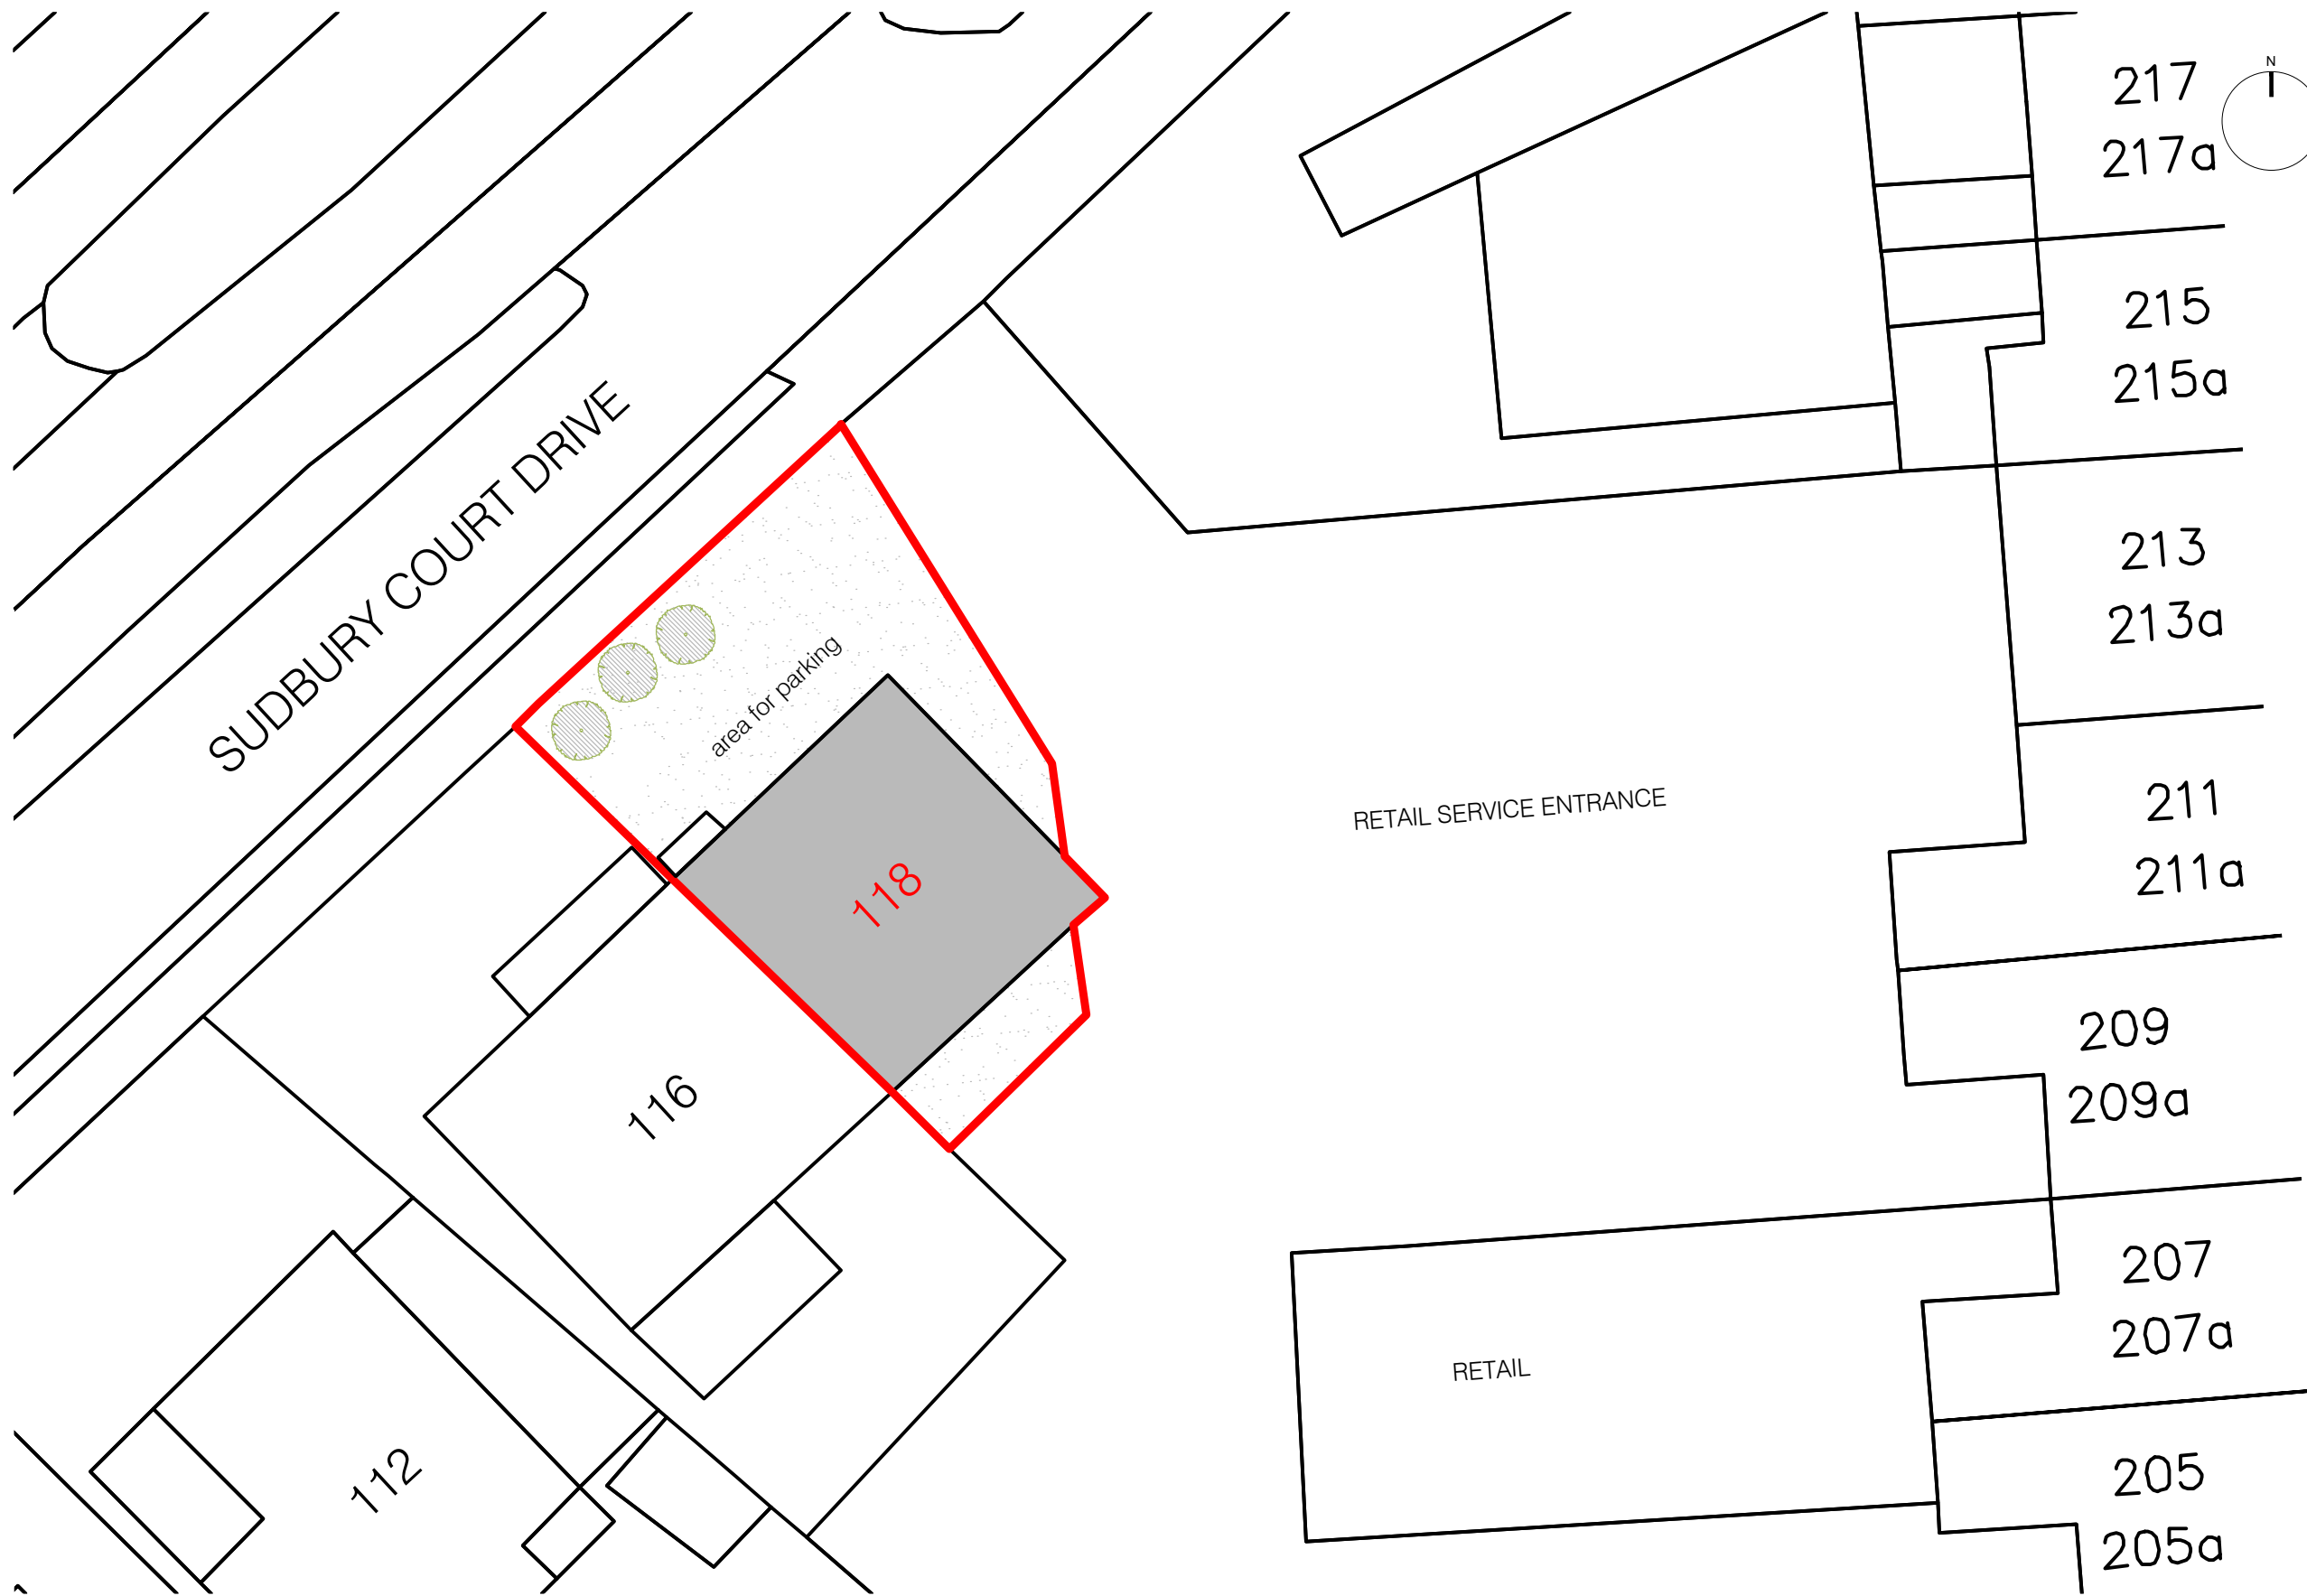 N
217
217a
215
215a
SUDBURY COURT DRIVE
213
213a
area for parking
RETAIL SERVICE ENTRANCE
211
211a
118
209
209a
116
207
207a
RETAIL
205
112
205a